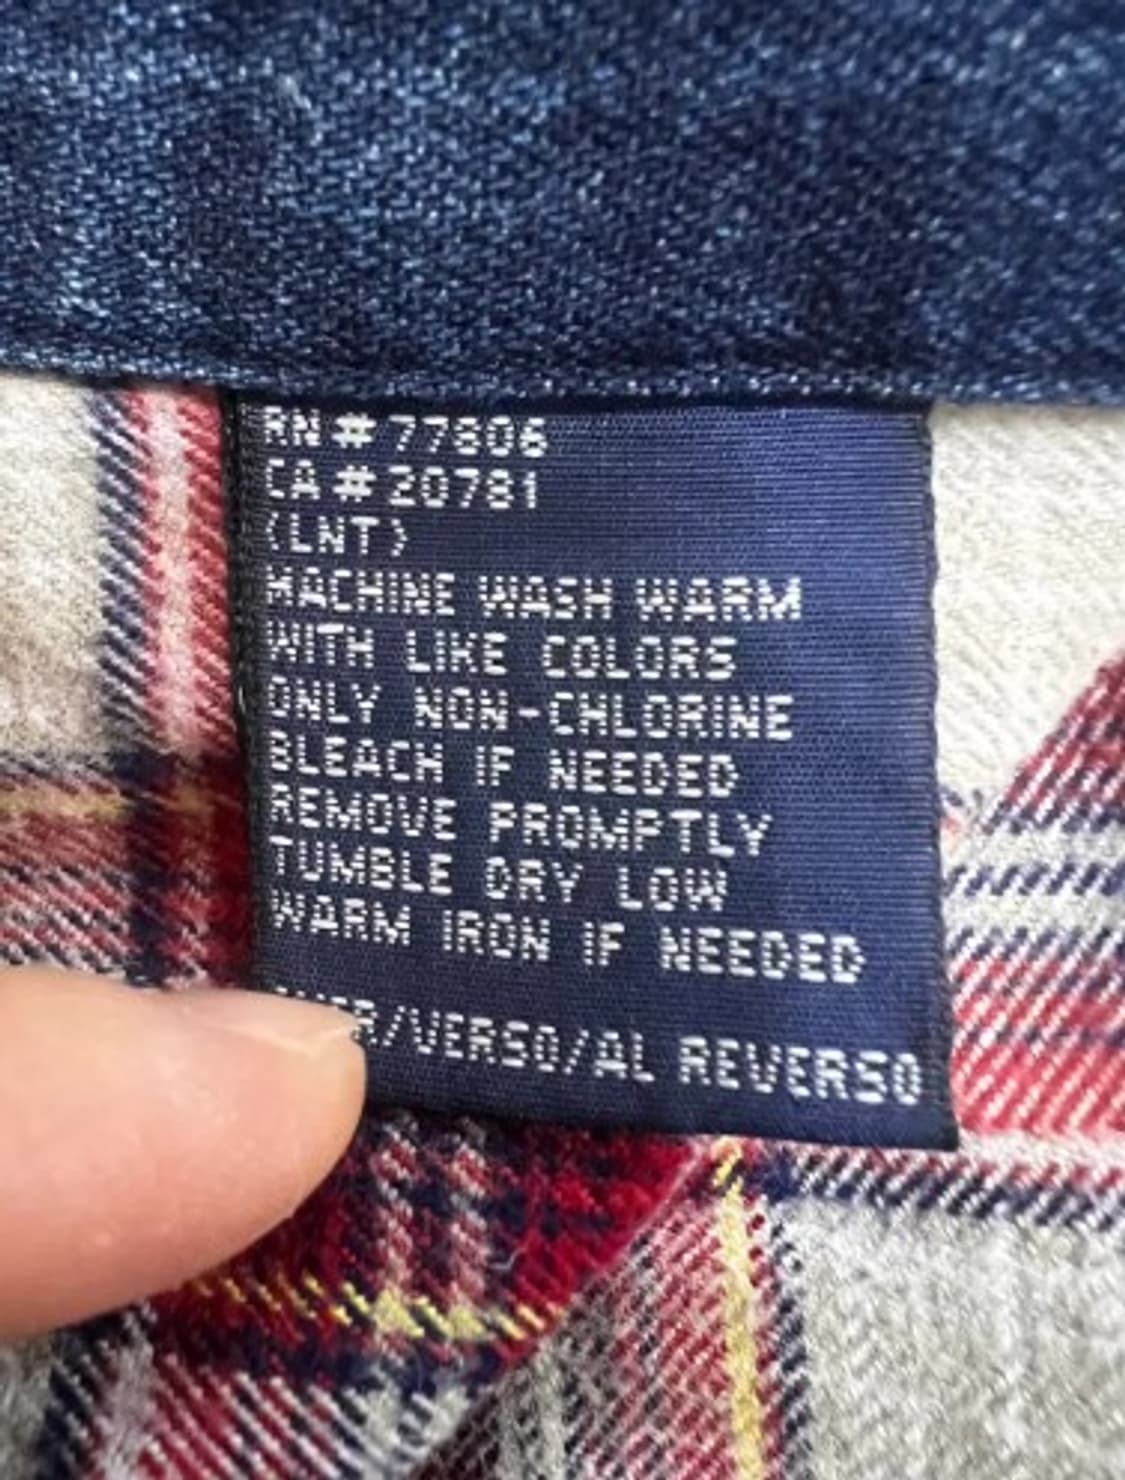 RN # 77806
CA # 20781
(LNT)
MACHINE WASH WARM
WITH LIKE COLORS
ONLY NON-CHLORINE
BLEACH IF NEEDED
REMOVE PROMPTLY
TUMBLE DRY LOW
WARM IRON IF NEEDED
/VERSO/AL REVERSO